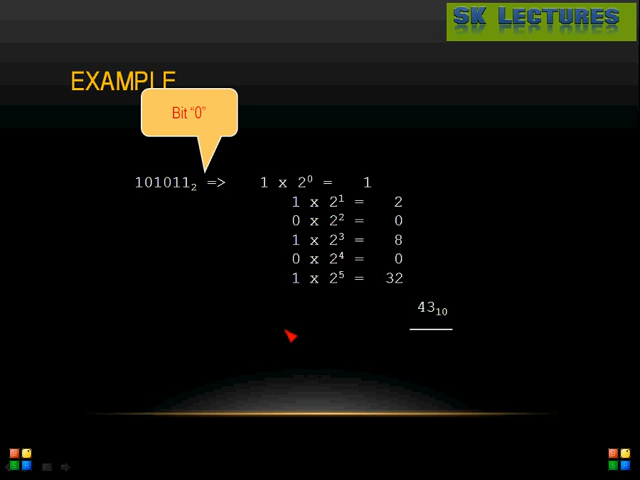 SK LECTURES
EXAMPLE
Bit “0”
101011₂ => 1 x 2⁰ = 1
1 x 2¹ = 2
0 x 2² = 0
1 x 2³ = 8
0 x 2⁴ = 0
1 x 2⁵ = 32
43₁₀